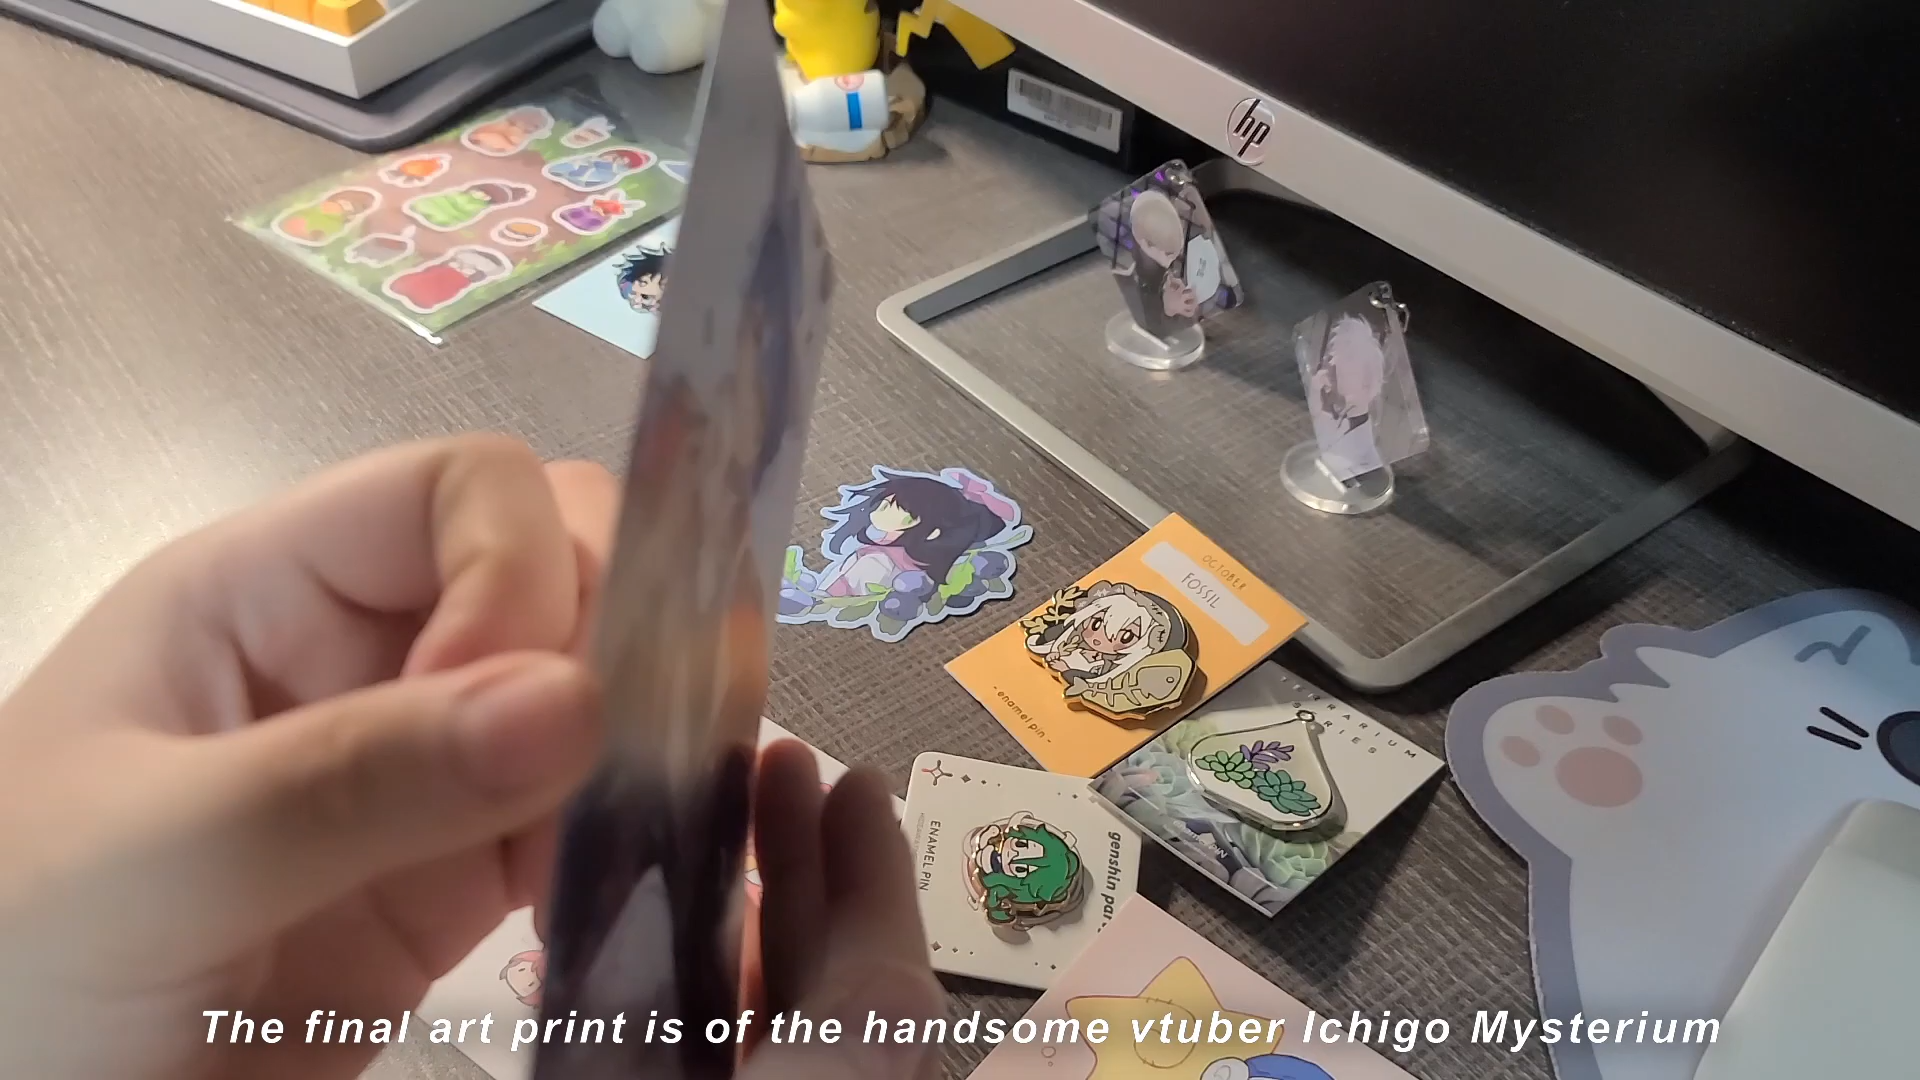 hp
OCTOBER
FOSSIL
- enamel pin -
TERRARIUM
SERIES
PIN
ENAMEL PIN
genshin
The final art print is of the handsome vtuber Ichigo Mysterium